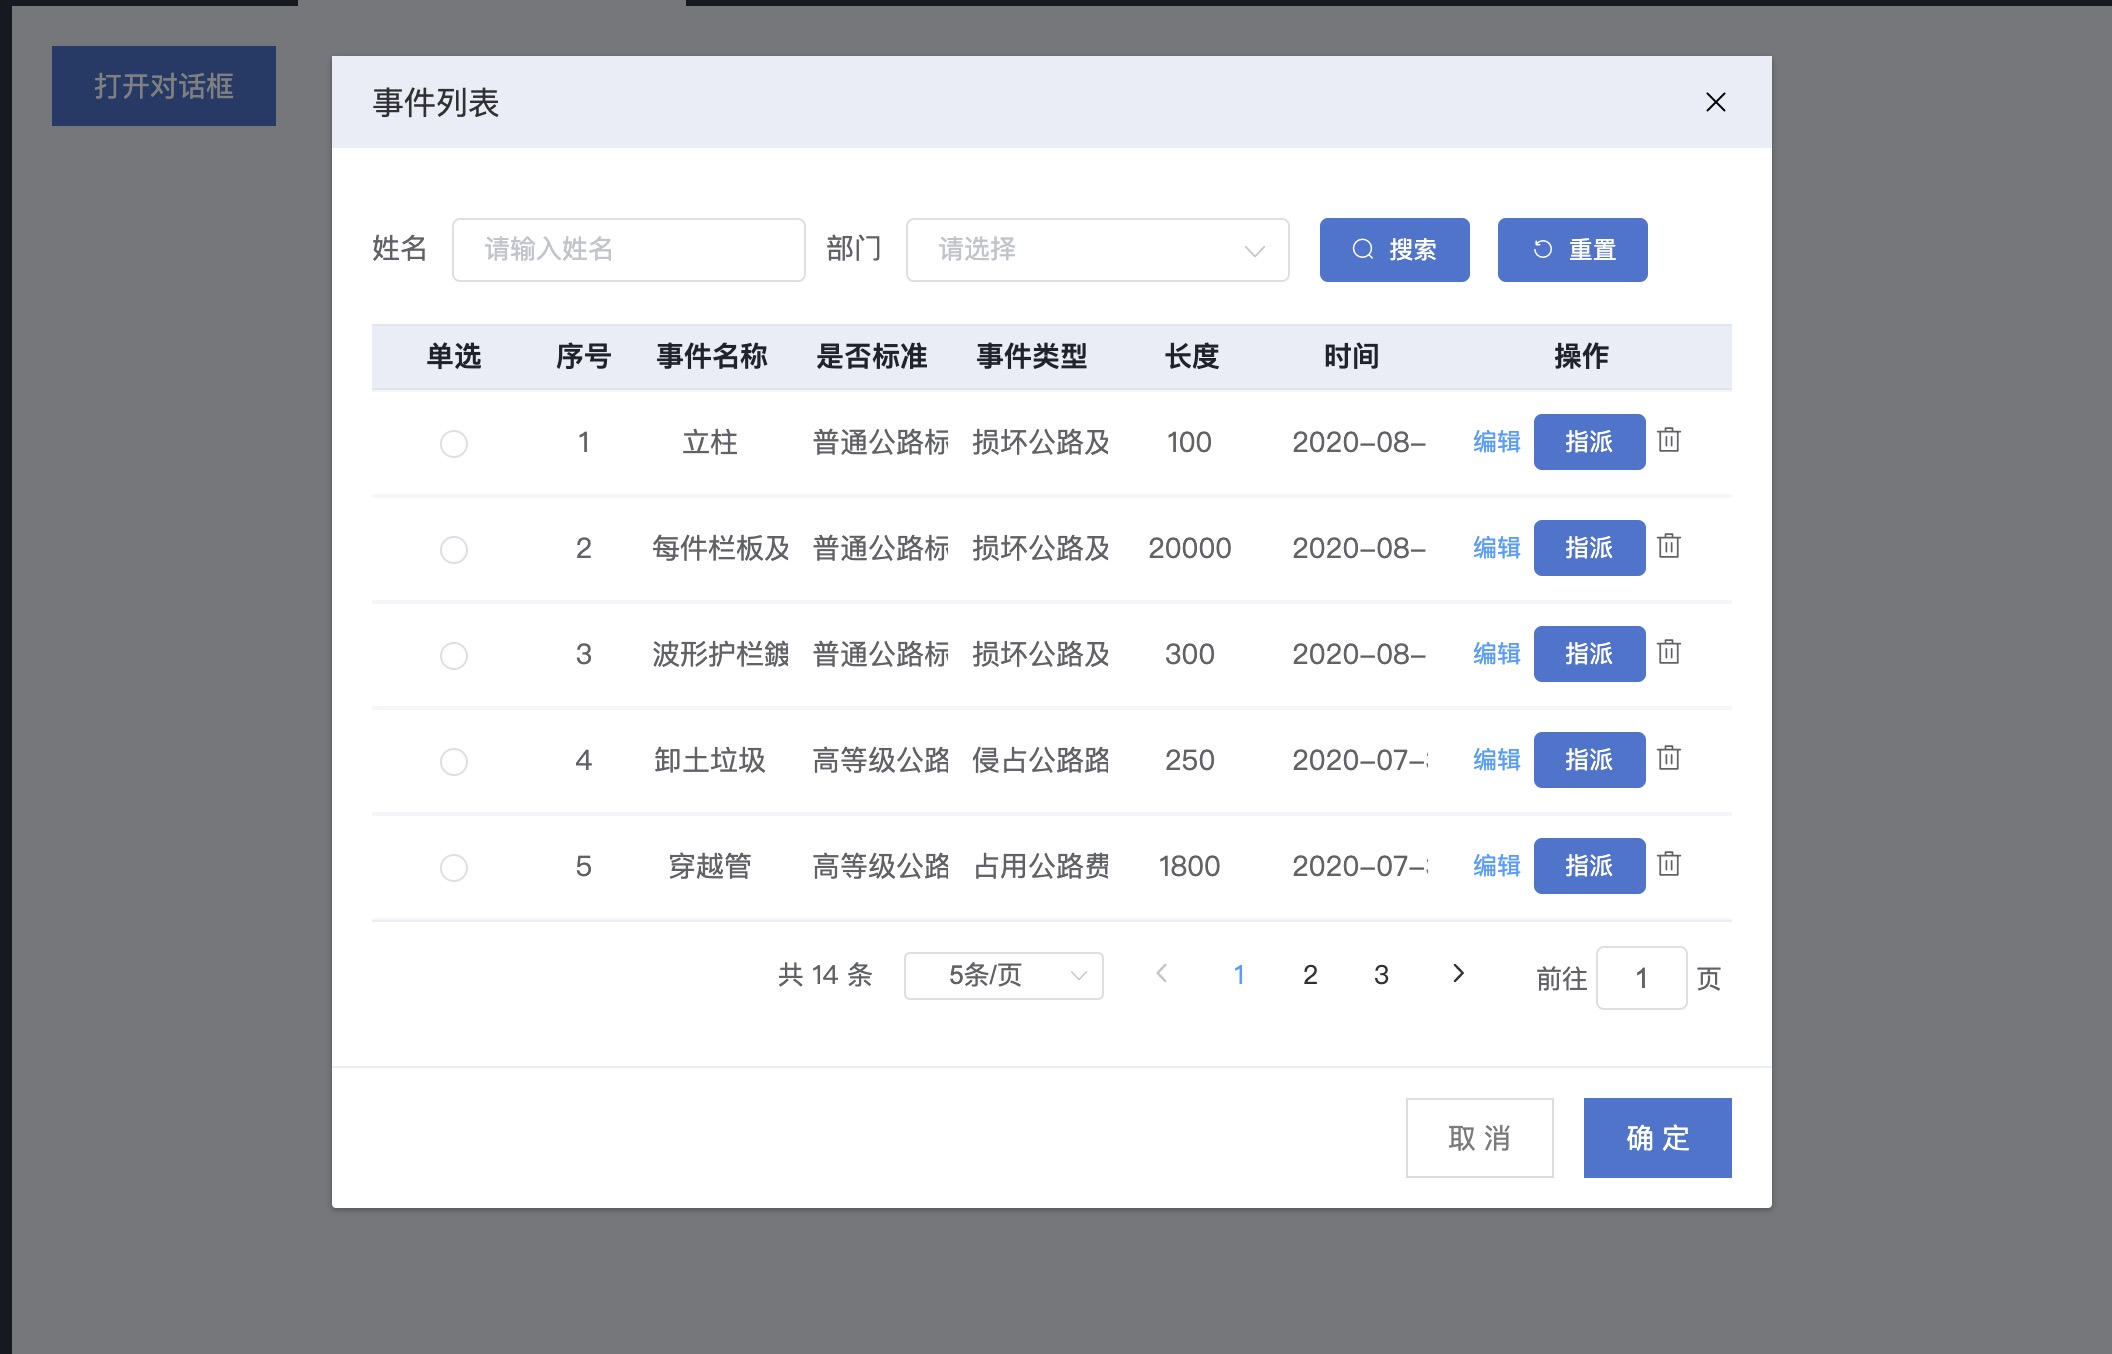 打开对话框
事件列表
姓名 请输入姓名 部门 请选择 搜索 重置
单选 序号 事件名称 是否标准 事件类型 长度 时间 操作
1 立柱 普通公路标 损坏公路及 100 2020-08- 编辑 指派
2 每件栏板及 普通公路标 损坏公路及 20000 2020-08- 编辑 指派
3 波形护栏鍍 普通公路标 损坏公路及 300 2020-08- 编辑 指派
4 卸土垃圾 高等级公路 侵占公路路 250 2020-07- 编辑 指派
5 穿越管 高等级公路 占用公路费 1800 2020-07- 编辑 指派
共 14 条 5条/页 1 2 3 前往 1 页
取 消 确 定